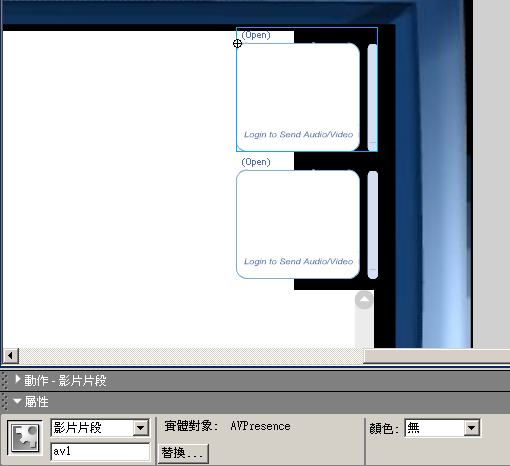 (Open)
Login to Send Audio/Video
(Open)
Login to Send Audio/Video
動作 - 影片片段
屬性
影片片段
實體對象: AVPresence
顏色: 無
av1
替換...